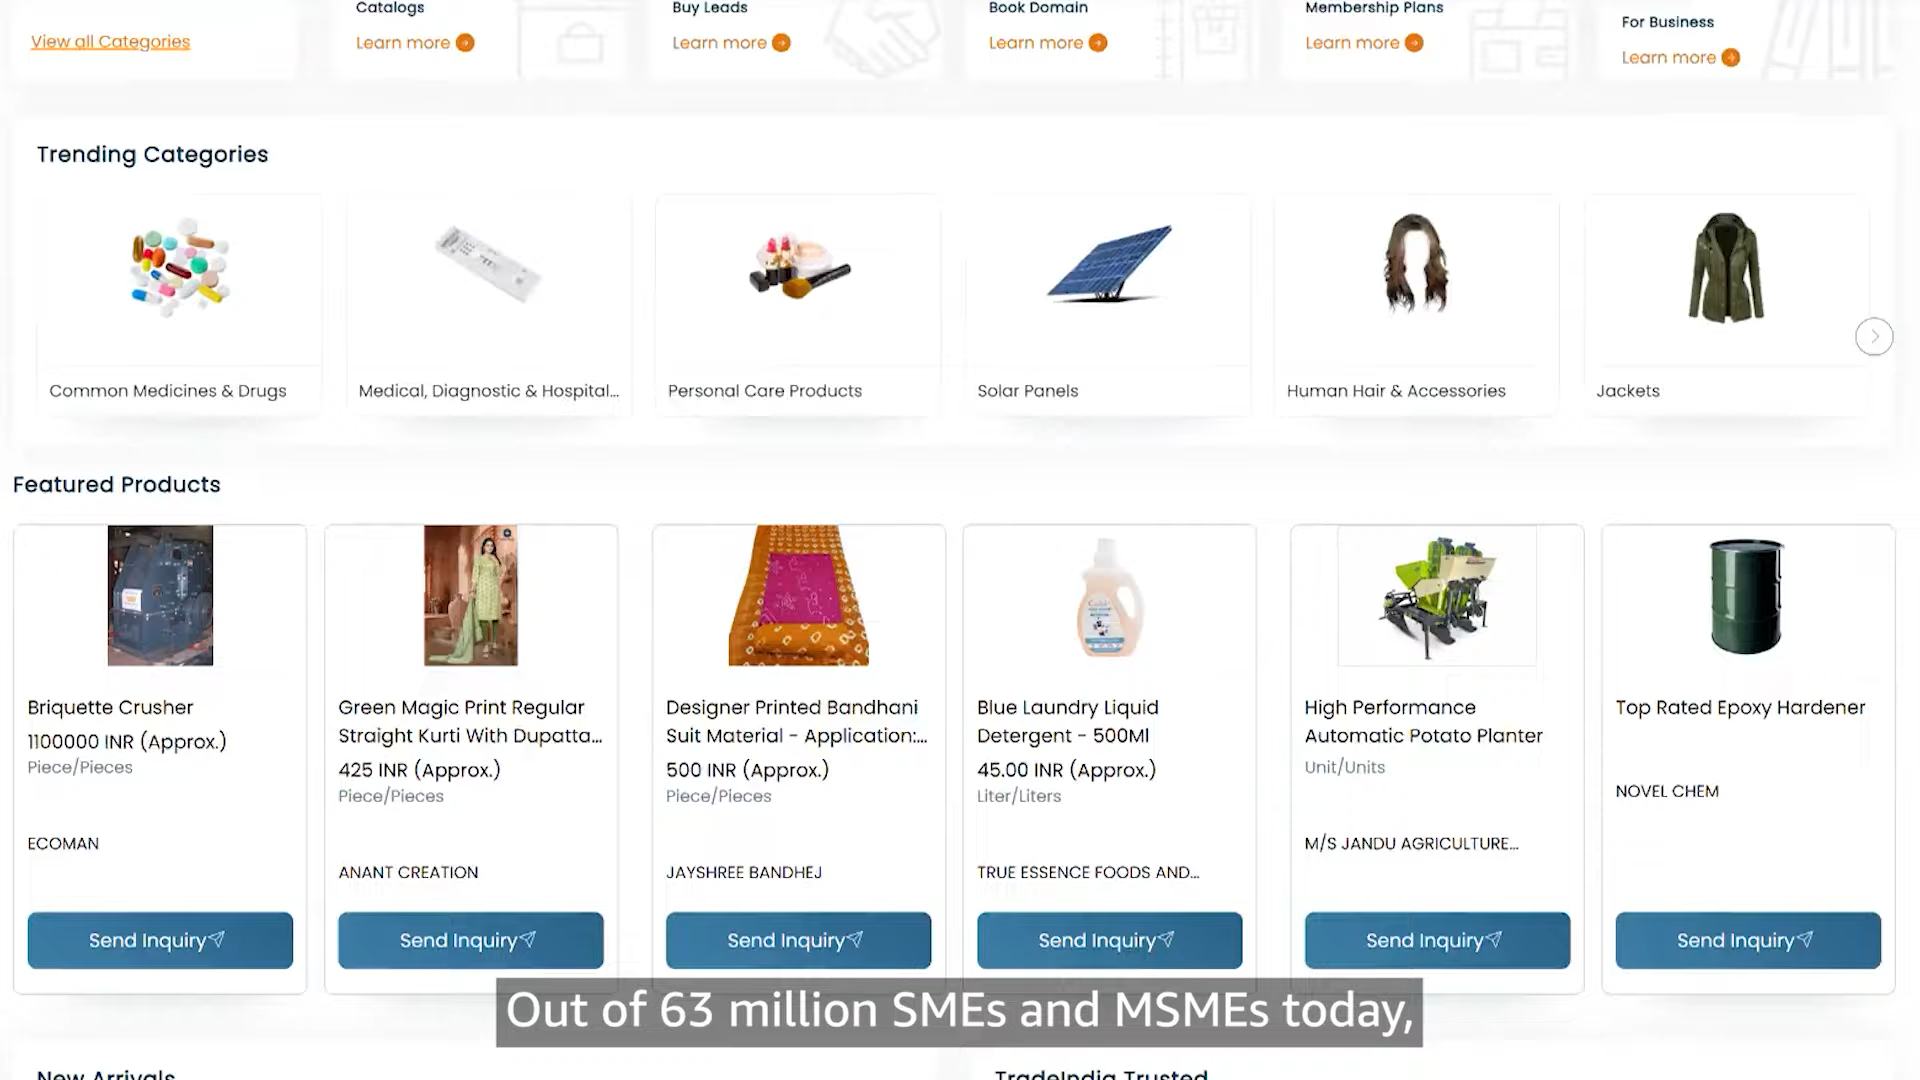 Catalogs
Buy Leads
Book Domain
Membership Plans
For Business
View all Categories
Learn more
Learn more
Learn more
Learn more
Learn more
Trending Categories
Common Medicines & Drugs
Medical, Diagnostic & Hospital...
Personal Care Products
Solar Panels
Human Hair & Accessories
Jackets
Featured Products
Briquette Crusher
1100000 INR (Approx.)
Piece/Pieces
ECOMAN
Send Inquiry
Green Magic Print Regular
Straight Kurti With Dupatta...
425 INR (Approx.)
Piece/Pieces
ANANT CREATION
Send Inquiry
Designer Printed Bandhani
Suit Material - Application:...
500 INR (Approx.)
Piece/Pieces
JAYSHREE BANDHEJ
Send Inquiry
Blue Laundry Liquid
Detergent - 500Ml
45.00 INR (Approx.)
Liter/Liters
TRUE ESSENCE FOODS AND...
Send Inquiry
High Performance
Automatic Potato Planter
Unit/Units
M/S JANDU AGRICULTURE...
Send Inquiry
Top Rated Epoxy Hardener
NOVEL CHEM
Send Inquiry
Out of 63 million SMEs and MSMEs today,
New Arrivals
TradeIndia Trusted